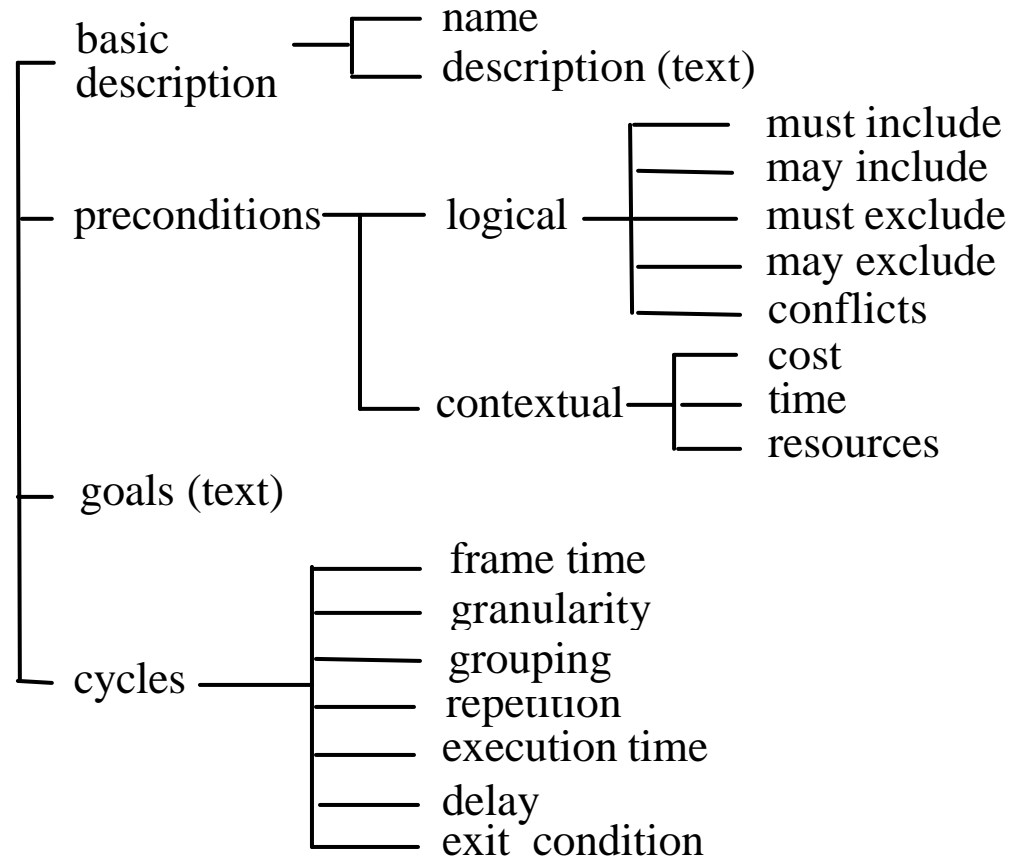 basic
description
name
description (text)
preconditions
logical
must include
may include
must exclude
may exclude
conflicts
contextual
cost
time
resources
goals (text)
cycles
frame time
granularity
grouping
repetition
execution time
delay
exit condition